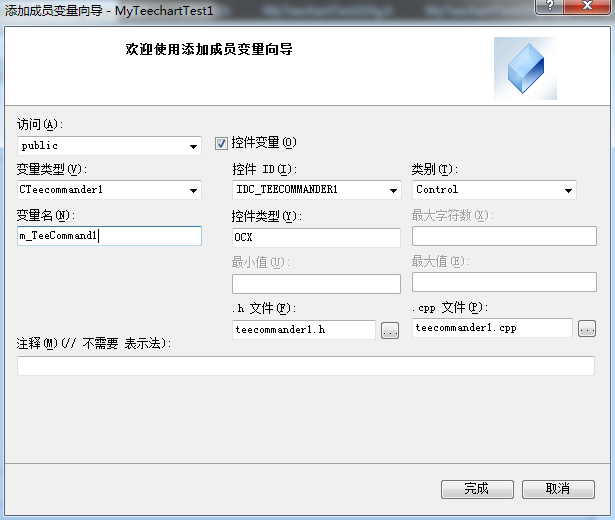 添加成员变量向导 - MyTeechartTest1
欢迎使用添加成员变量向导
访问(A):
public
控件变量(O)
变量类型(V):
控件 ID(I):
类别(T):
CTeecommander1
IDC_TEECOMMANDER1
Control
变量名(N):
控件类型(Y):
最大字符数(X):
m_TeeCommand1
OCX
最小值(U):
最大值(E):
.h 文件(F):
.cpp 文件(P):
teecommander1.h
...
teecommander1.cpp
...
注释(M)(// 不需要 表示法):
完成
取消